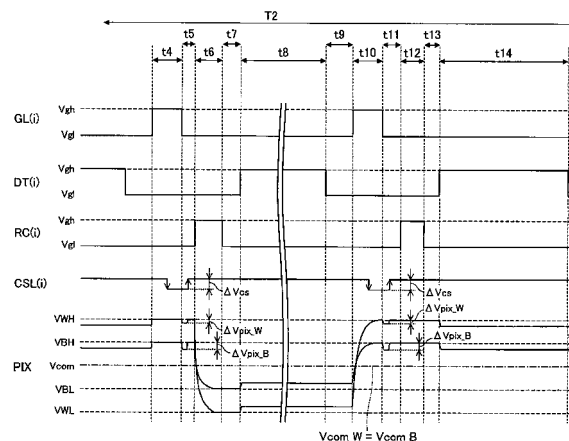 T2
t4 t5 t6 t7 t8 t9 t10 t11 t12 t13 t14
GL(i) Vgh
Vgl
DT(i) Vgh
Vgl
RC(i) Vgh
Vgl
CSL(i)
ΔVcs ΔVcs
VWH
ΔVpix_W ΔVpix_W
VBH
ΔVpix_B ΔVpix_B
PIX Vcom
VBL
VWL
Vcom W = Vcom B